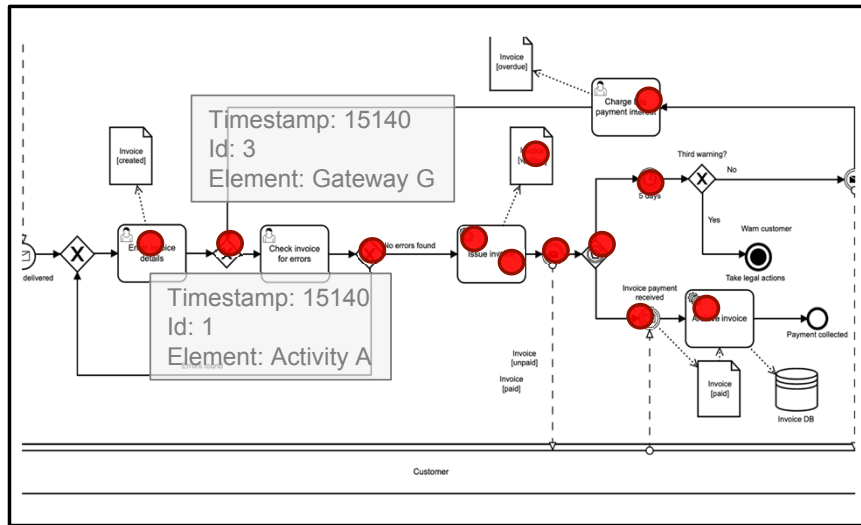 Invoice
[overdue]
Charge
payment interest
Timestamp: 15140
Id: 3
Element: Gateway G
Invoice
[created]
Third warning?
No
5 days
Yes
Warn customer
Take legal actions
delivered
details
Check invoice
for errors
No errors found
Issue
Invoice payment
received
invoice
Payment collected
Timestamp: 15140
Id: 1
Element: Activity A
Invoice
[unpaid]
Invoice
[paid]
Invoice
[paid]
Invoice DB
Customer